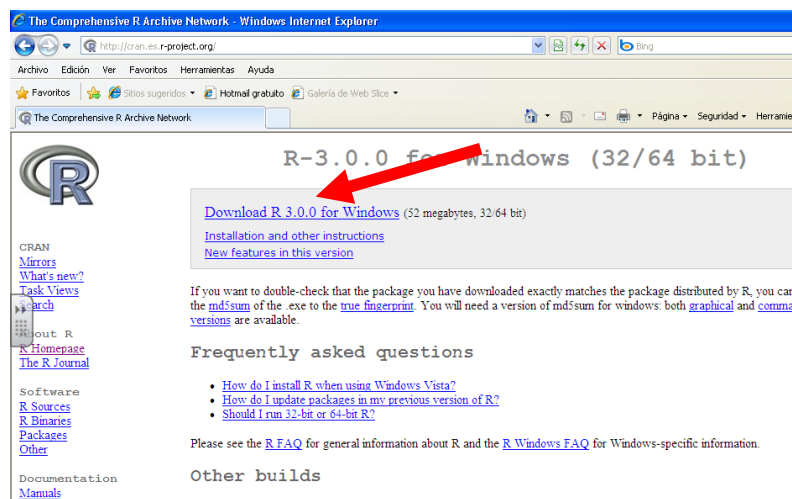 The Comprehensive R Archive Network - Windows Internet Explorer
http://cran.es.r-project.org/
Bing
Archivo Edición Ver Favoritos Herramientas Ayuda
Favoritos Sitios sugeridos Hotmail gratuito Galería de Web Slice
The Comprehensive R Archive Network
Página Seguridad Herramie
R
R-3.0.0 for Windows (32/64 bit)
Download R 3.0.0 for Windows (52 megabytes, 32/64 bit)
Installation and other instructions
New features in this version
CRAN
Mirrors
What's new?
Task Views
Search
About R
R Homepage
The R Journal
Software
R Sources
R Binaries
Packages
Other
Documentation
Manuals
If you want to double-check that the package you have downloaded exactly matches the package distributed by R, you can
the md5sum of the .exe to the true fingerprint. You will need a version of md5sum for windows: both graphical and comma
versions are available.
Frequently asked questions
How do I install R when using Windows Vista?
How do I update packages in my previous version of R?
Should I run 32-bit or 64-bit R?
Please see the R FAQ for general information about R and the R Windows FAQ for Windows-specific information.
Other builds